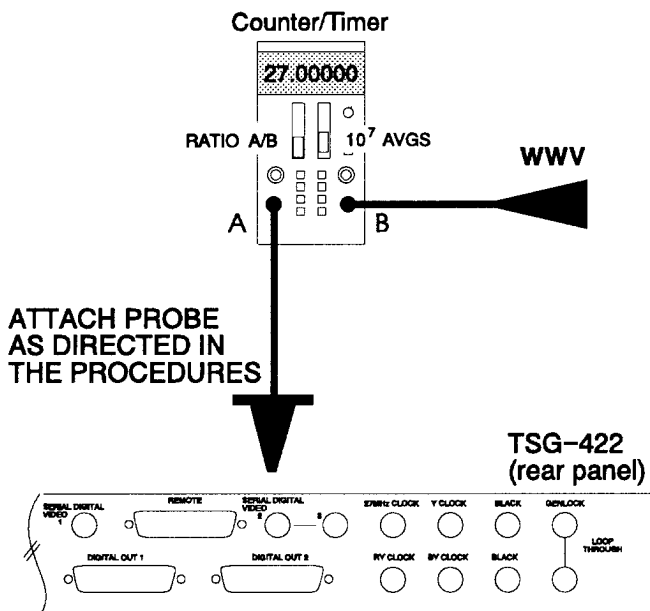 Counter/Timer
27.00000
RATIO A/B
10⁷ AVGS
WWV
A
B
ATTACH PROBE
AS DIRECTED IN
THE PROCEDURES
TSG-422
(rear panel)
SERIAL DIGITAL
VIDEO
1
REMOTE
SERIAL DIGITAL
VIDEO
2
3
27MHz CLOCK
Y CLOCK
BLACK
GENLOCK
LOOP
THROUGH
DIGITAL OUT 1
DIGITAL OUT 2
RY CLOCK
BY CLOCK
BLACK